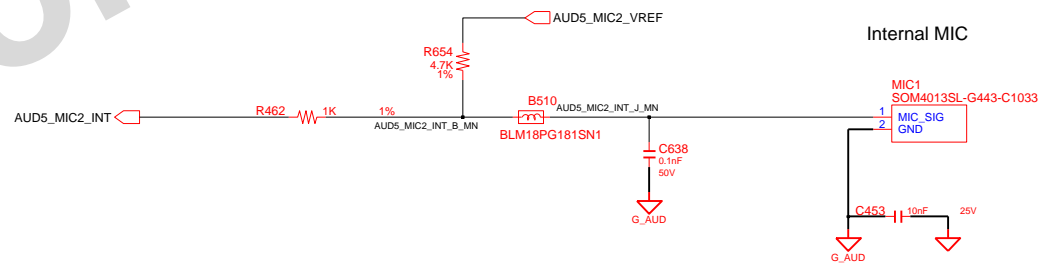 AUD5_MIC2_VREF
Internal MIC
R654
4.7K
1%
MIC1
SOM4013SL-G443-C1033
B510
AUD5_MIC2_INT_J_MN
AUD5_MIC2_INT
R462
1K
1%
1
MIC_SIG
2
GND
AUD5_MIC2_INT_B_MN
BLM18PG181SN1
C638
0.1nF
50V
G_AUD
C453
10nF
25V
G_AUD